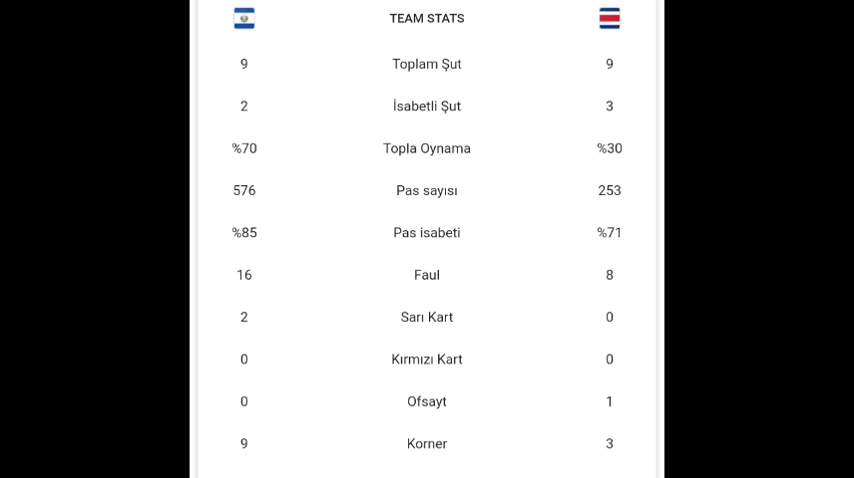 TEAM STATS
9 Toplam Şut 9
2 İsabetli Şut 3
%70 Topla Oynama %30
576 Pas sayısı 253
%85 Pas isabeti %71
16 Faul 8
2 Sarı Kart 0
0 Kırmızı Kart 0
0 Ofsayt 1
9 Korner 3